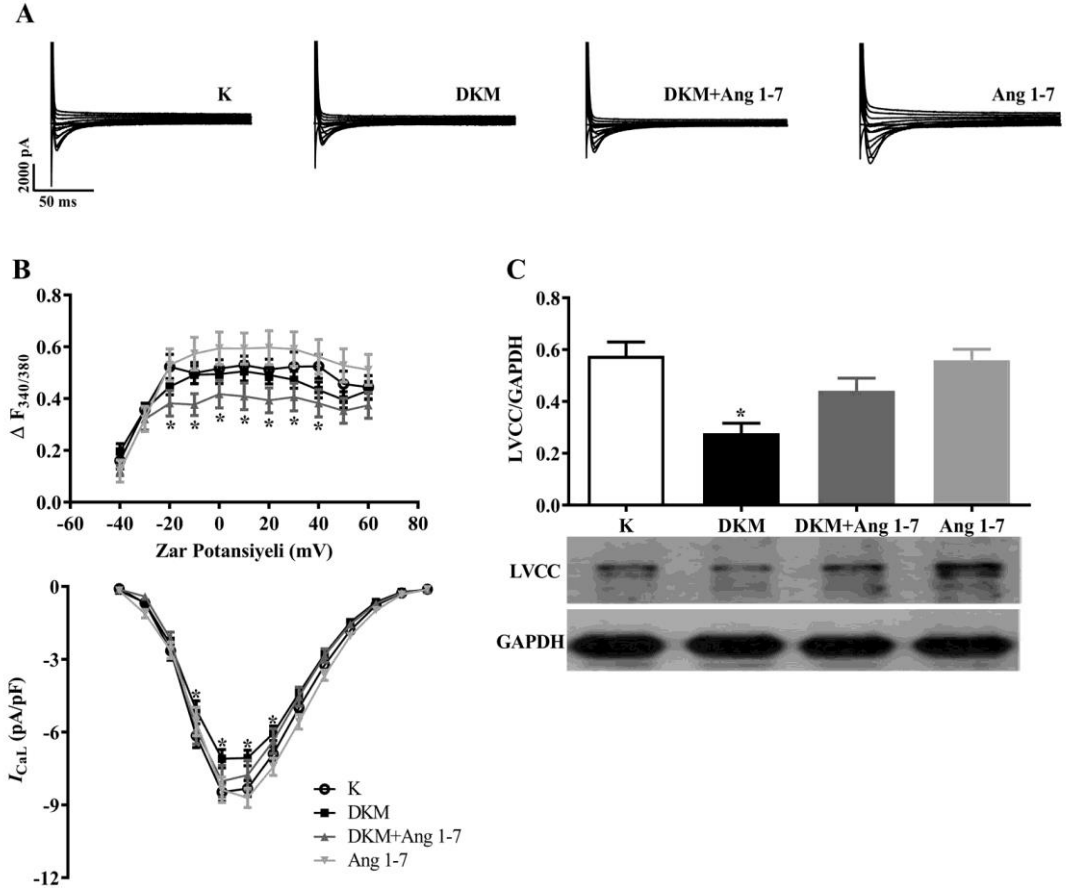 A
K
DKM
DKM+Ang 1-7
Ang 1-7
2000 pA
50 ms
B
0.8
0.6
0.4
0.2
0.0
Δ F340/380
* * * * * * *
-60 -40 -20 0 20 40 60 80
Zar Potansiyeli (mV)
0
-3
-6
-9
-12
ICaL (pA/pF)
* * * *
K
DKM
DKM+Ang 1-7
Ang 1-7
C
0.8
0.6
0.4
0.2
0.0
LVCC/GAPDH
*
K DKM DKM+Ang 1-7 Ang 1-7
LVCC
GAPDH